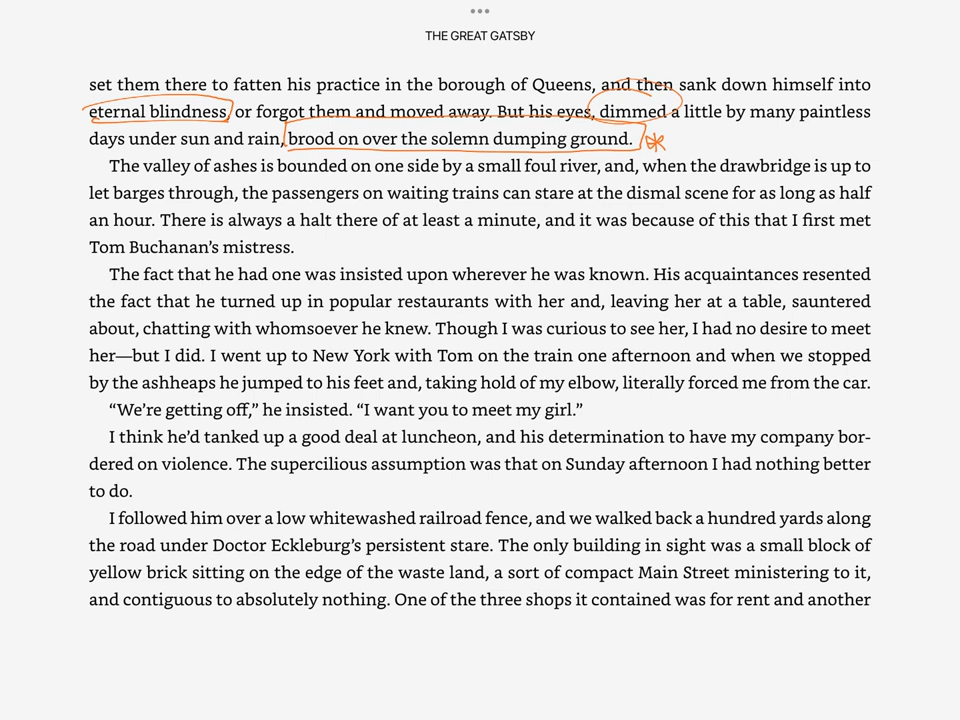 THE GREAT GATSBY
set them there to fatten his practice in the borough of Queens, and then sank down himself into
eternal blindness, or forgot them and moved away. But his eyes, dimmed a little by many paintless
days under sun and rain, brood on over the solemn dumping ground.
The valley of ashes is bounded on one side by a small foul river, and, when the drawbridge is up to
let barges through, the passengers on waiting trains can stare at the dismal scene for as long as half
an hour. There is always a halt there of at least a minute, and it was because of this that I first met
Tom Buchanan’s mistress.
The fact that he had one was insisted upon wherever he was known. His acquaintances resented
the fact that he turned up in popular restaurants with her and, leaving her at a table, sauntered
about, chatting with whomsoever he knew. Though I was curious to see her, I had no desire to meet
her—but I did. I went up to New York with Tom on the train one afternoon and when we stopped
by the ashheaps he jumped to his feet and, taking hold of my elbow, literally forced me from the car.
“We’re getting off,” he insisted. “I want you to meet my girl.”
I think he’d tanked up a good deal at luncheon, and his determination to have my company bor-
dered on violence. The supercilious assumption was that on Sunday afternoon I had nothing better
to do.
I followed him over a low whitewashed railroad fence, and we walked back a hundred yards along
the road under Doctor Eckleburg’s persistent stare. The only building in sight was a small block of
yellow brick sitting on the edge of the waste land, a sort of compact Main Street ministering to it,
and contiguous to absolutely nothing. One of the three shops it contained was for rent and another